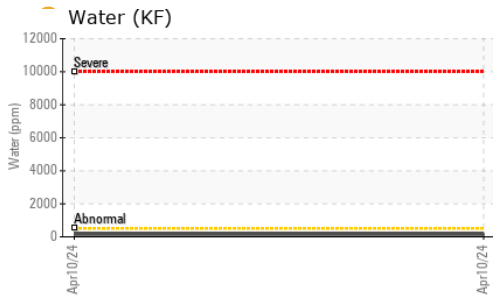 Water (KF)
12000
10000
8000
6000
4000
2000
0
Water (ppm)
Severe
Abnormal
Apr10/24
Apr10/24